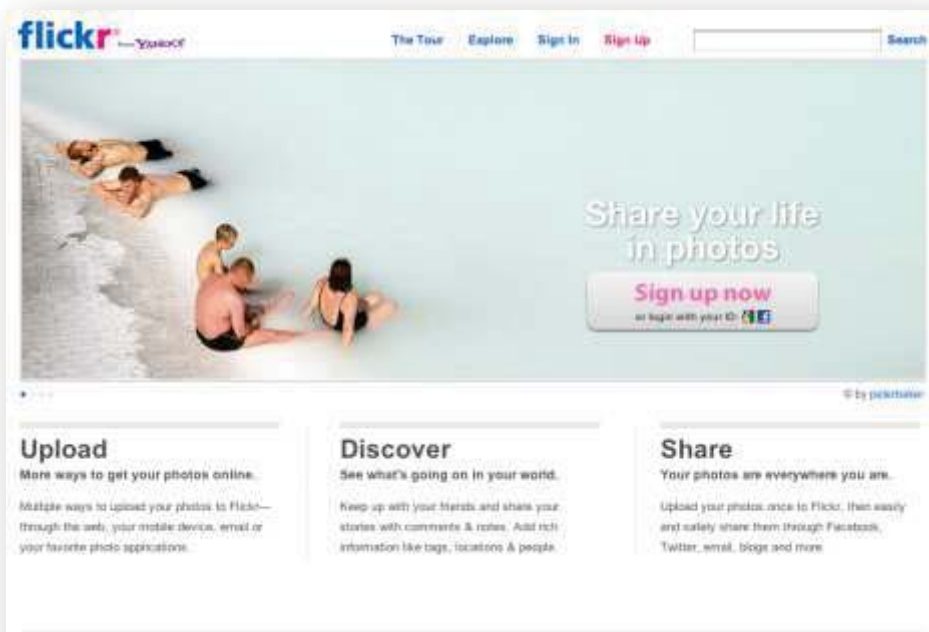 flickr from YAHOO!
The Tour Explore Sign In Sign Up Search
Share your life
in photos
Sign up now
or login with your ID:
© by
Upload
More ways to get your photos online.
Multiple ways to upload your photos to Flickr—
through the web, your mobile device, email or
your favorite photo applications.
Discover
See what's going on in your world.
Keep up with your friends and share your
stories with comments & notes. Add rich
information like tags, locations & people.
Share
Your photos are everywhere you are.
Upload your photos once to Flickr, then easily
and safely share them through Facebook,
Twitter, email, blogs and more